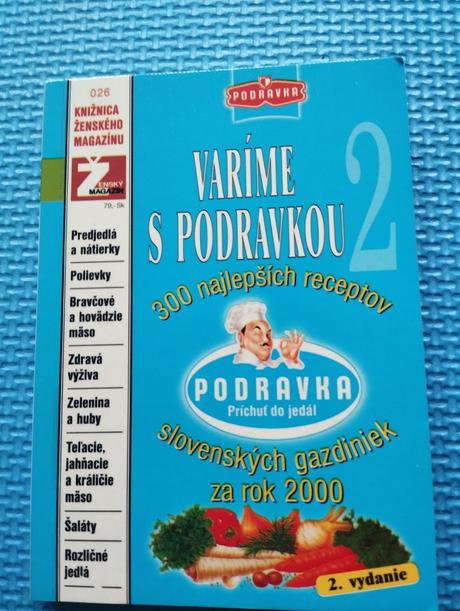 026
KNIŽNICA
ŽENSKÉHO
MAGAZÍNU
Ž
ŽENSKÝ
MAGAZÍN
79,- Sk
Predjedlá
a nátierky
Polievky
Bravčové
a hovädzie
mäso
Zdravá
výživa
Zelenina
a huby
Teľacie,
jahňacie
a králičie
mäso
Šaláty
Rozličné
jedlá
PODRAVKA
VARÍME
S PODRAVKOU
2
300 najlepších receptov
PODRAVKA
Príchuť do jedál
slovenských gazdiniek
za rok 2000
2. vydanie